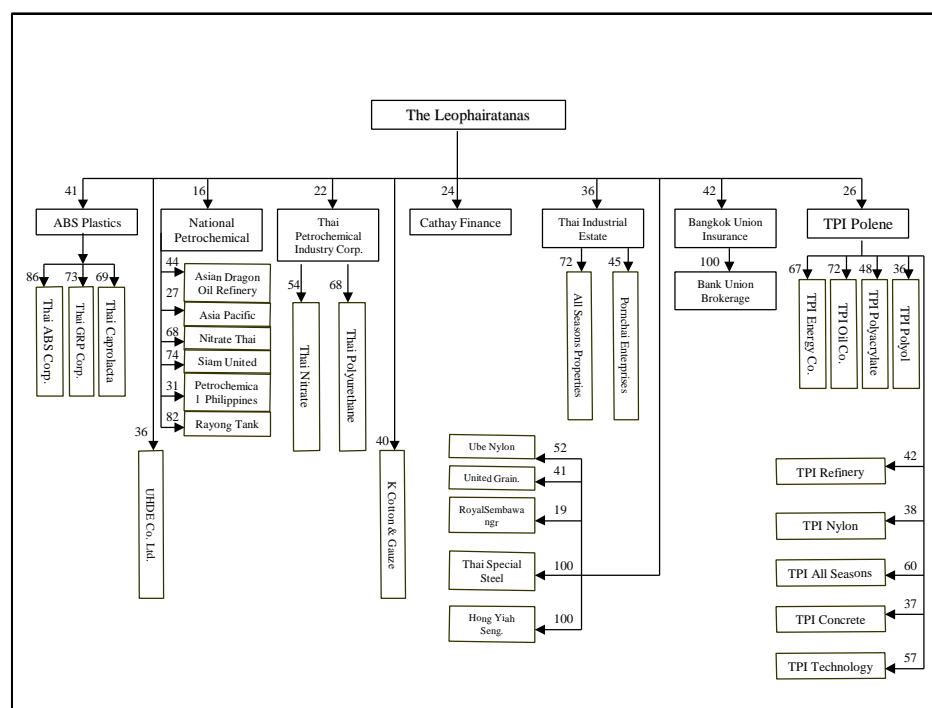 The Leophairatanas
41
16
22
24
36
42
26
ABS Plastics
National
Petrochemical
Thai
Petrochemical
Industry Corp.
Cathay Finance
Thai Industrial
Estate
Bangkok Union
Insurance
TPI Polene
86
73
69
Thai ABS Corp.
Thai GRP Corp.
Thai Caprolacta
44
Asian Dragon
Oil Refinery
27
Asia Pacific
68
Nitrate Thai
74
Siam United
31
Petrochemica
l Philippines
82
Rayong Tank
54
68
Thai Nitrate
Thai Polyurethane
72
45
All Seasons Properties
Pornchai Enterprises
100
Bank Union
Brokerage
67
72
48
36
TPI Energy Co.
TPI Oil Co.
TPI Polyacrylate
TPI Polyol
36
UHDE Co. Ltd.
40
K Cotton & Gauze
Ube Nylon
52
United Grain.
41
RoyalSembawa
ngr
19
Thai Special
Steel
100
Hong Yiah
Seng.
100
42
TPI Refinery
38
TPI Nylon
60
TPI All Seasons
37
TPI Concrete
57
TPI Technology